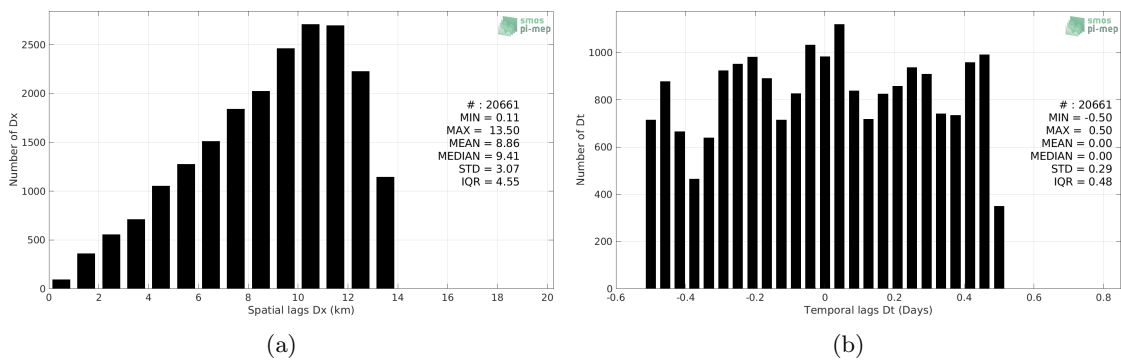 smos
pi-mep
2500
2000
1500
1000
500
0
Number of Dx
# : 20661
MIN = 0.11
MAX = 13.50
MEAN = 8.86
MEDIAN = 9.41
STD = 3.07
IQR = 4.55
0 2 4 6 8 10 12 14 16 18 20
Spatial lags Dx (km)
(a)
smos
pi-mep
1000
800
600
400
200
0
Number of Dt
# : 20661
MIN = -0.50
MAX = 0.50
MEAN = 0.00
MEDIAN = 0.00
STD = 0.29
IQR = 0.48
-0.6 -0.4 -0.2 0 0.2 0.4 0.6 0.8
Temporal lags Dt (Days)
(b)